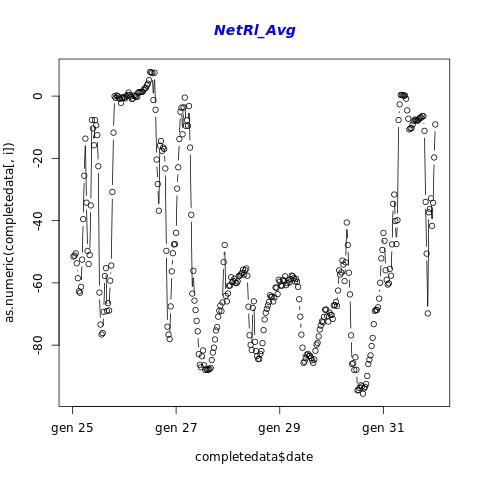 NetRl_Avg
as.numeric(completedata[, i])
0
-20
-40
-60
-80
gen 25
gen 27
gen 29
gen 31
completedata$date